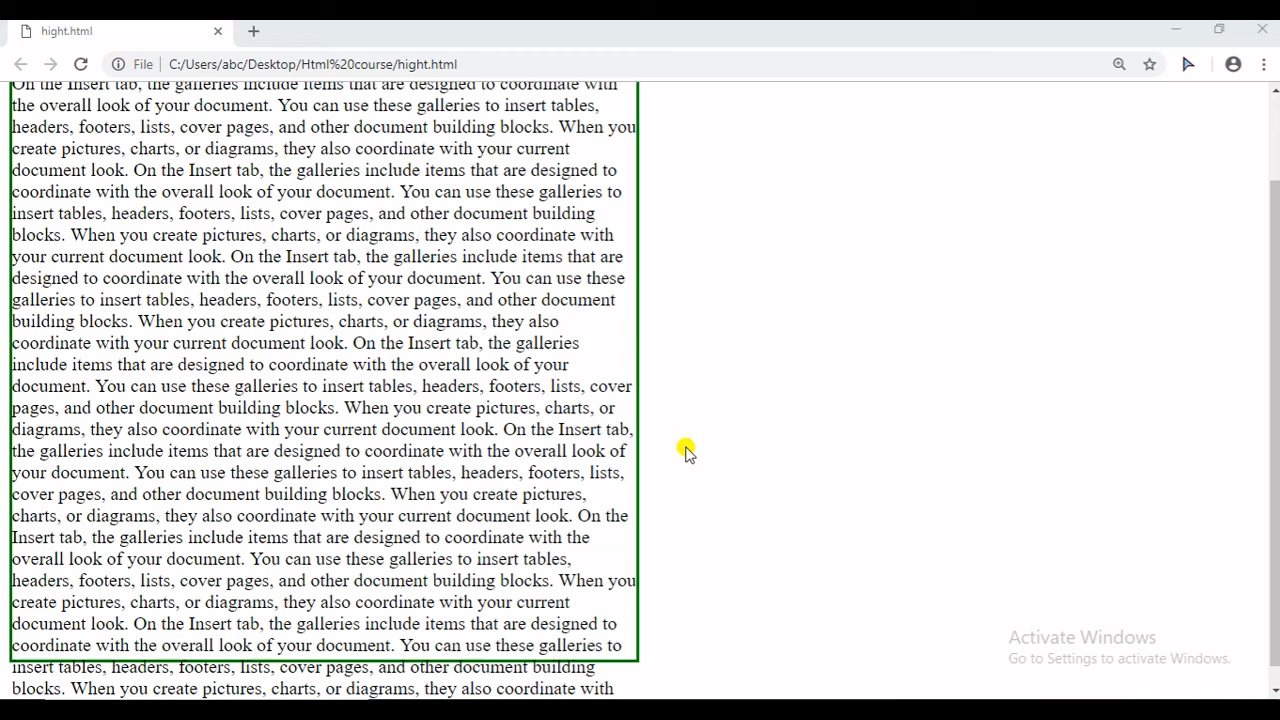 hight.html
File
C:/Users/abc/Desktop/Html%20course/hight.html
On the Insert tab, the galleries include items that are designed to coordinate with
the overall look of your document. You can use these galleries to insert tables,
headers, footers, lists, cover pages, and other document building blocks. When you
create pictures, charts, or diagrams, they also coordinate with your current
document look. On the Insert tab, the galleries include items that are designed to
coordinate with the overall look of your document. You can use these galleries to
insert tables, headers, footers, lists, cover pages, and other document building
blocks. When you create pictures, charts, or diagrams, they also coordinate with
your current document look. On the Insert tab, the galleries include items that are
designed to coordinate with the overall look of your document. You can use these
galleries to insert tables, headers, footers, lists, cover pages, and other document
building blocks. When you create pictures, charts, or diagrams, they also
coordinate with your current document look. On the Insert tab, the galleries
include items that are designed to coordinate with the overall look of your
document. You can use these galleries to insert tables, headers, footers, lists, cover
pages, and other document building blocks. When you create pictures, charts, or
diagrams, they also coordinate with your current document look. On the Insert tab,
the galleries include items that are designed to coordinate with the overall look of
your document. You can use these galleries to insert tables, headers, footers, lists,
cover pages, and other document building blocks. When you create pictures,
charts, or diagrams, they also coordinate with your current document look. On the
Insert tab, the galleries include items that are designed to coordinate with the
overall look of your document. You can use these galleries to insert tables,
headers, footers, lists, cover pages, and other document building blocks. When you
create pictures, charts, or diagrams, they also coordinate with your current
document look. On the Insert tab, the galleries include items that are designed to
coordinate with the overall look of your document. You can use these galleries to
insert tables, headers, footers, lists, cover pages, and other document building
blocks. When you create pictures, charts, or diagrams, they also coordinate with
Activate Windows
Go to Settings to activate Windows.